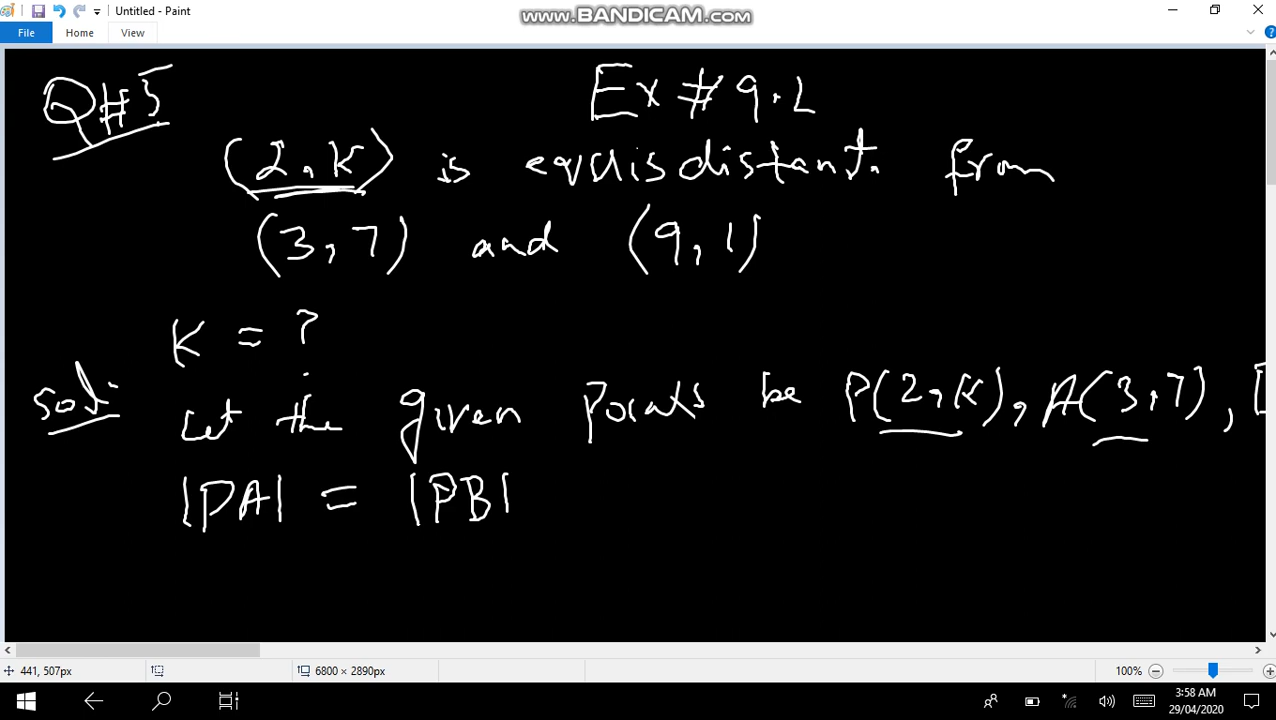 Untitled - Paint
www.BANDICAM.com
File Home View
Q#5 Ex # 9.2
(2, K) is equisdistant. from
(3, 7) and (9, 1)
K = ?
Sol:
Let the given Points be P(2, K), A(3, 7),
|PA| = |PB|
441, 507px 6800 × 2890px 100%
3:58 AM
29/04/2020